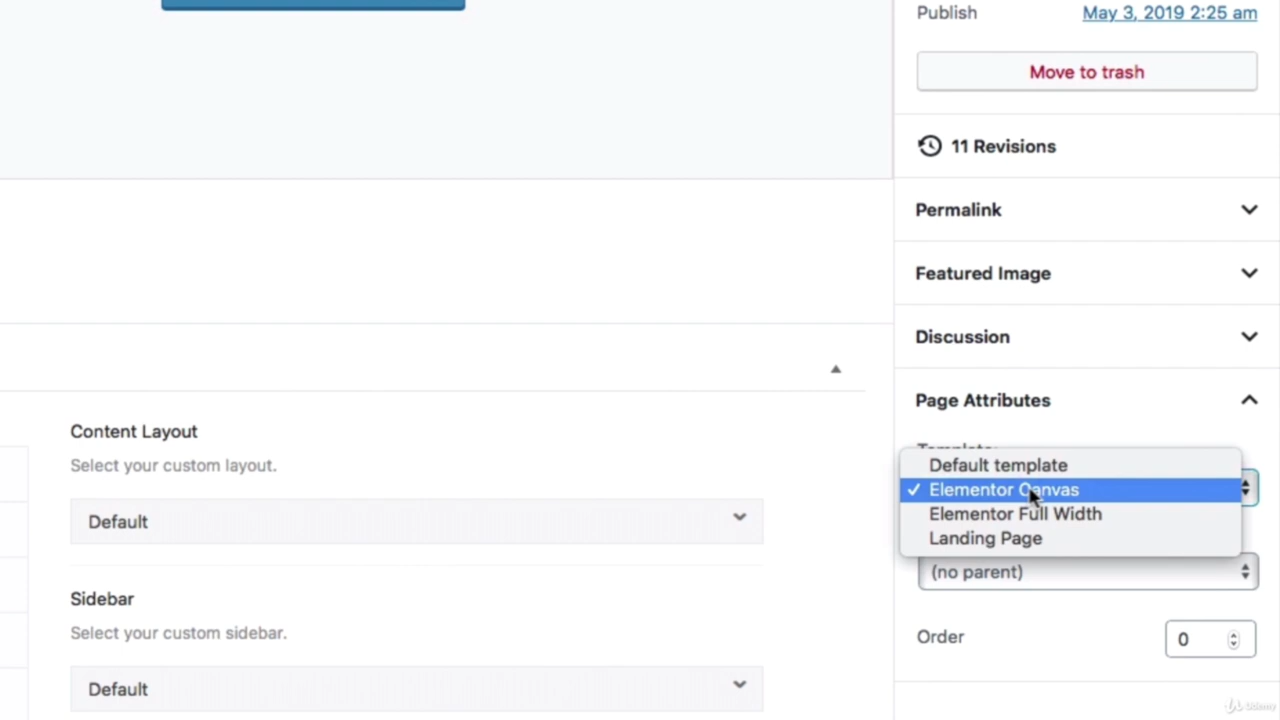 Publish
May 3, 2019 2:25 am
Move to trash
11 Revisions
Permalink
Featured Image
Discussion
Page Attributes
Template:
Default template
✓ Elementor Canvas
Elementor Full Width
Landing Page
(no parent)
Order
0
Content Layout
Select your custom layout.
Default
Sidebar
Select your custom sidebar.
Default
Udemy